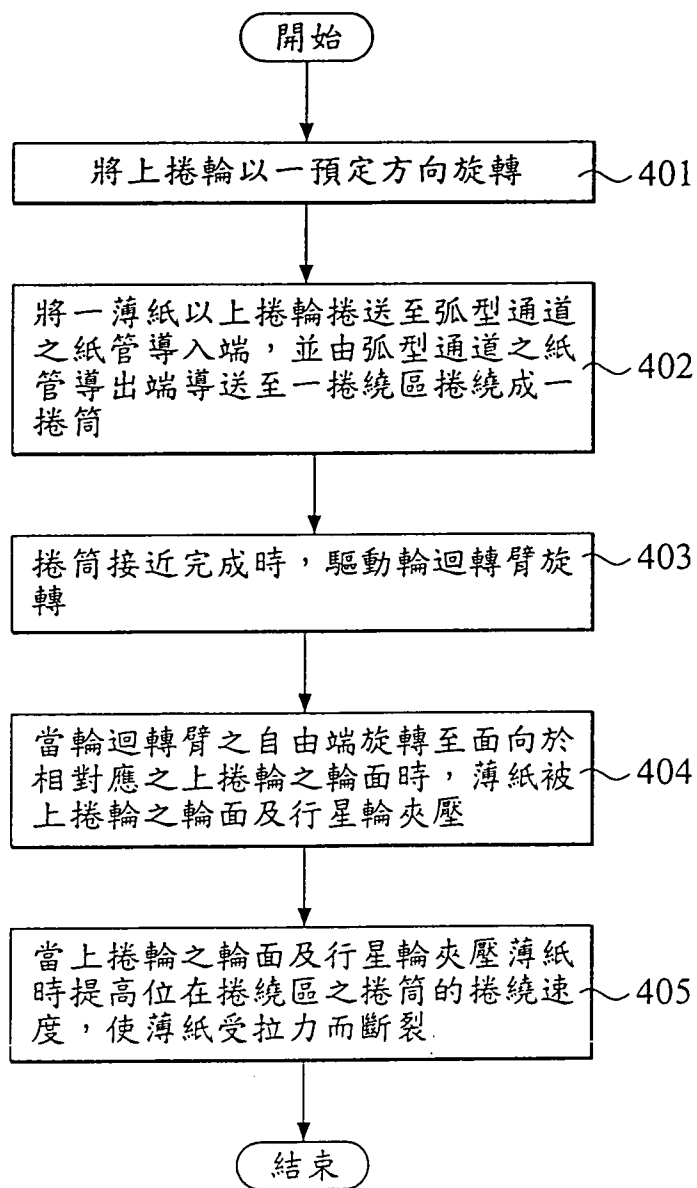 開始
將上捲輪以一預定方向旋轉
401
將一薄紙以上捲輪捲送至弧型通道
之紙管導入端，並由弧型通道之紙
管導出端導送至一捲繞區捲繞成一
捲筒
402
捲筒接近完成時，驅動輪迴轉臂旋
轉
403
當輪迴轉臂之自由端旋轉至面向於
相對應之上捲輪之輪面時，薄紙被
上捲輪之輪面及行星輪夾壓
404
當上捲輪之輪面及行星輪夾壓薄紙
時提高位在捲繞區之捲筒的捲繞速
度，使薄紙受拉力而斷裂
405
結束